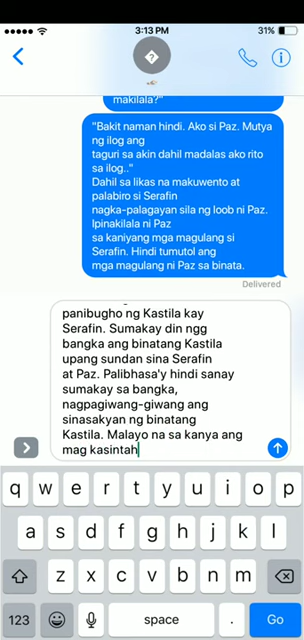 3:13 PM
31%
makilala?"
"Bakit naman hindi. Ako si Paz. Mutya
ng ilog ang
taguri sa akin dahil madalas ako rito
sa ilog.."
Dahil sa likas na makuwento at
palabiro si Serafin
nagka-palagayan sila ng loob ni Paz.
Ipinakilala ni Paz
sa kaniyang mga magulang si
Serafin. Hindi tumutol ang
mga magulang ni Paz sa binata.
Delivered
panibugho ng Kastila kay
Serafin. Sumakay din ngg
bangka ang binatang Kastila
upang sundan sina Serafin
at Paz. Palibhasa'y hindi sanay
sumakay sa bangka,
nagpagiwang-giwang ang
sinasakyan ng binatang
Kastila. Malayo na sa kanya ang
mag kasintah
q w e r t y u i o p
a s d f g h j k l
z x c v b n m
123 space . Go